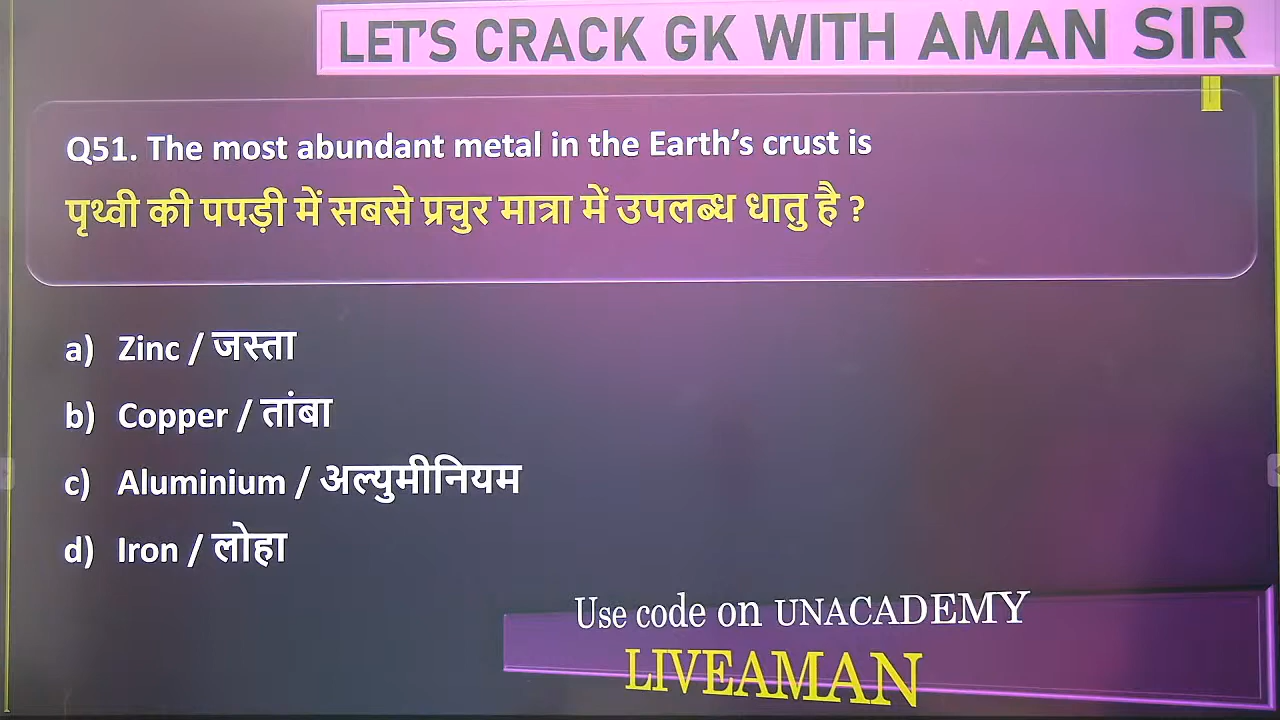 LET'S CRACK GK WITH AMAN SIR
Q51. The most abundant metal in the Earth's crust is
पृथ्वी की पपड़ी में सबसे प्रचुर मात्रा में उपलब्ध धातु है ?
a) Zinc / जस्ता
b) Copper / तांबा
c) Aluminium / अल्युमीनियम
d) Iron / लोहा
Use code on UNACADEMY
LIVEAMAN